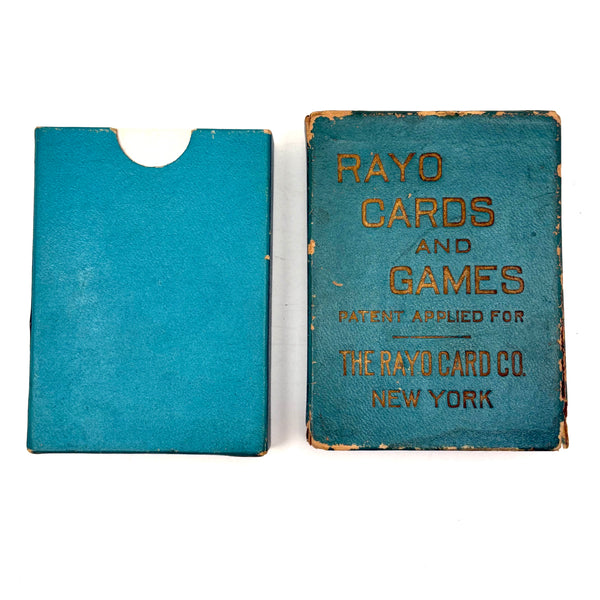 RAYO
CARDS
AND
GAMES
PATENT APPLIED FOR
THE RAYO CARD CO.
NEW YORK